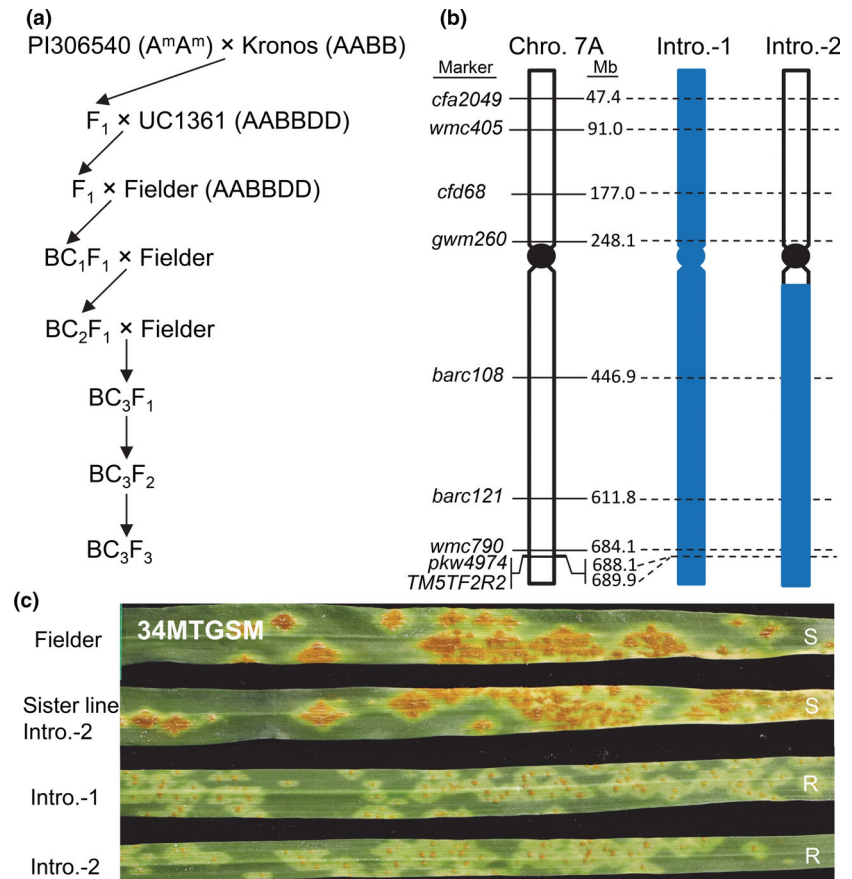 (a)
PI306540 (AᵐAᵐ) × Kronos (AABB)
F₁ × UC1361 (AABBDD)
F₁ × Fielder (AABBDD)
BC₁F₁ × Fielder
BC₂F₁ × Fielder
BC₃F₁
BC₃F₂
BC₃F₃
(b)
Chro. 7A Intro.-1 Intro.-2
Marker Mb
cfa2049 47.4
wmc405 91.0
cfd68 177.0
gwm260 248.1
barc108 446.9
barc121 611.8
wmc790 684.1
pkw4974 688.1
TM5TF2R2 689.9
(c)
34MTGSM
Fielder S
Sister line
Intro.-2 S
Intro.-1 R
Intro.-2 R